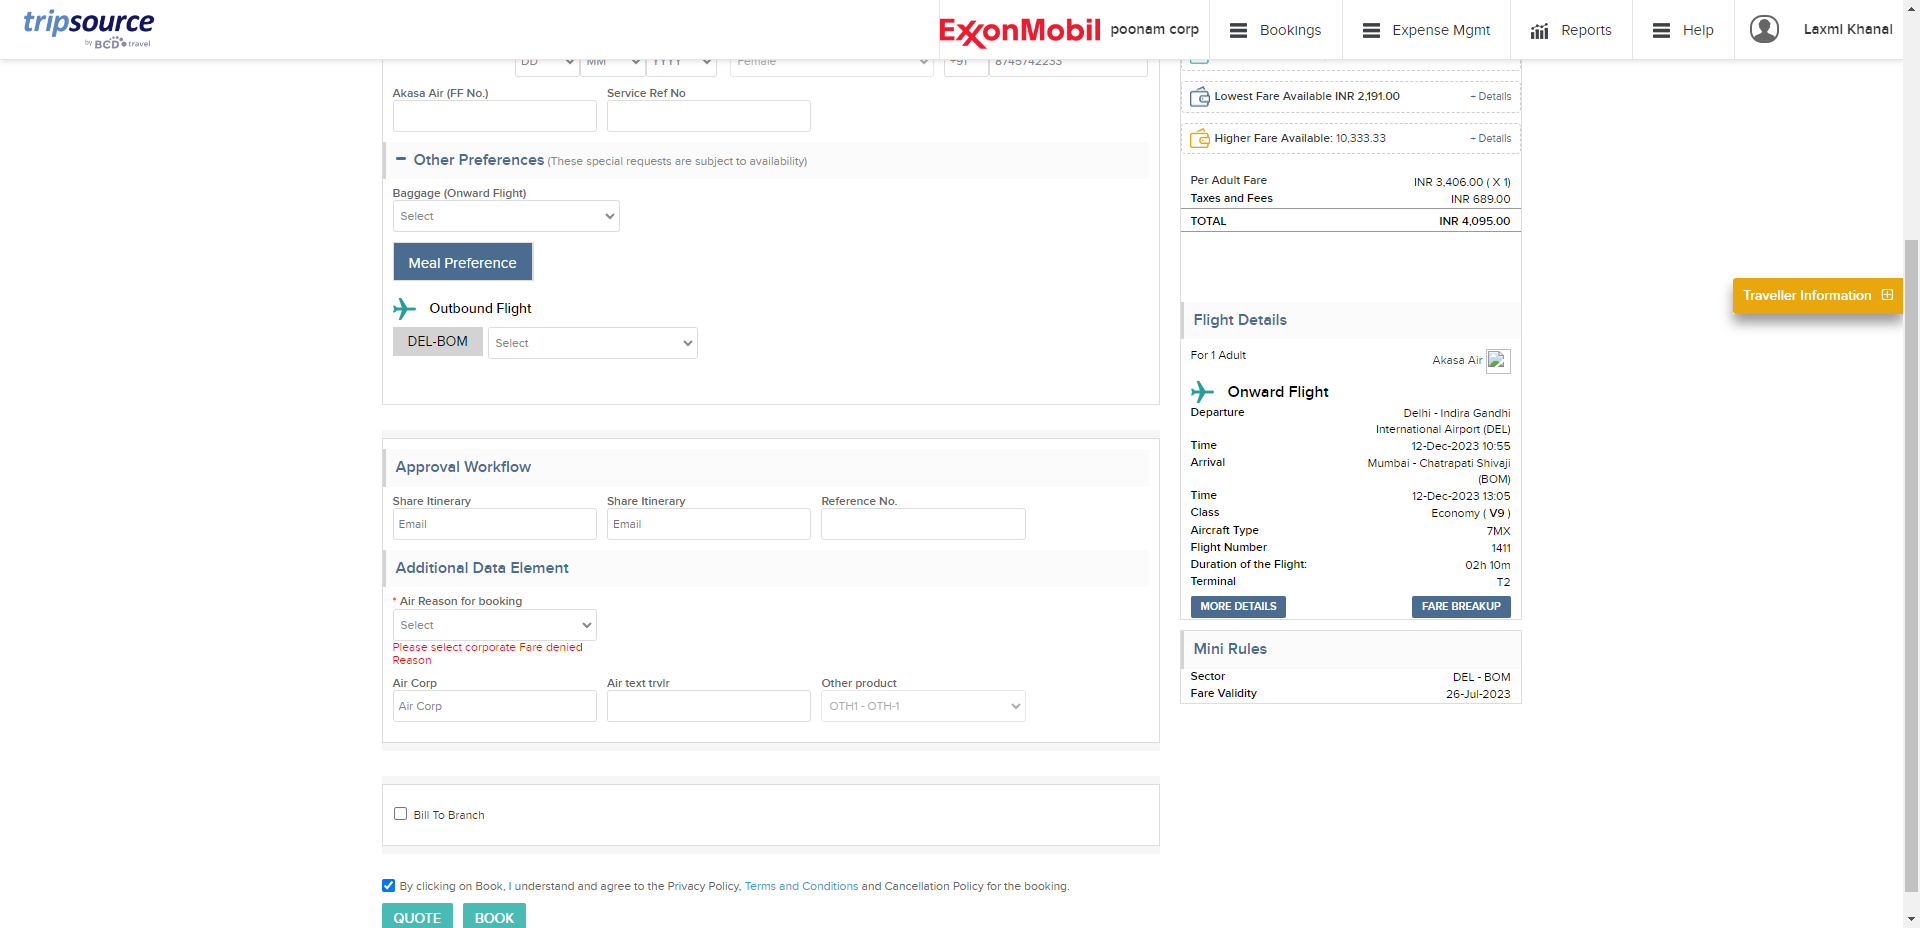 tripsource
by BCD travel
ExxonMobil
poonam corp
Bookings
Expense Mgmt
Reports
Help
Laxmi Khanal
DD
MM
YYYY
Female
+91
8745742233
Akasa Air (FF No.)
Service Ref No
Other Preferences (These special requests are subject to availability)
Baggage (Onward Flight)
Select
Meal Preference
Outbound Flight
DEL-BOM
Select
Approval Workflow
Share Itinerary
Share Itinerary
Reference No.
Email
Email
Additional Data Element
* Air Reason for booking
Select
Please select corporate Fare denied
Reason
Air Corp
Air text trvlr
Other product
Air Corp
OTH1 - OTH-1
Bill To Branch
By clicking on Book, I understand and agree to the Privacy Policy, Terms and Conditions and Cancellation Policy for the booking.
QUOTE
BOOK
Lowest Fare Available INR 2,191.00
+ Details
Higher Fare Available: 10,333.33
+ Details
Per Adult Fare
INR 3,406.00 ( X 1)
Taxes and Fees
INR 689.00
TOTAL
INR 4,095.00
Traveller Information
Flight Details
For 1 Adult
Akasa Air
Onward Flight
Departure
Delhi - Indira Gandhi
International Airport (DEL)
Time
12-Dec-2023 10:55
Arrival
Mumbai - Chatrapati Shivaji
(BOM)
Time
12-Dec-2023 13:05
Class
Economy ( V9 )
Aircraft Type
7MX
Flight Number
1411
Duration of the Flight:
02h 10m
Terminal
T2
MORE DETAILS
FARE BREAKUP
Mini Rules
Sector
DEL - BOM
Fare Validity
26-Jul-2023